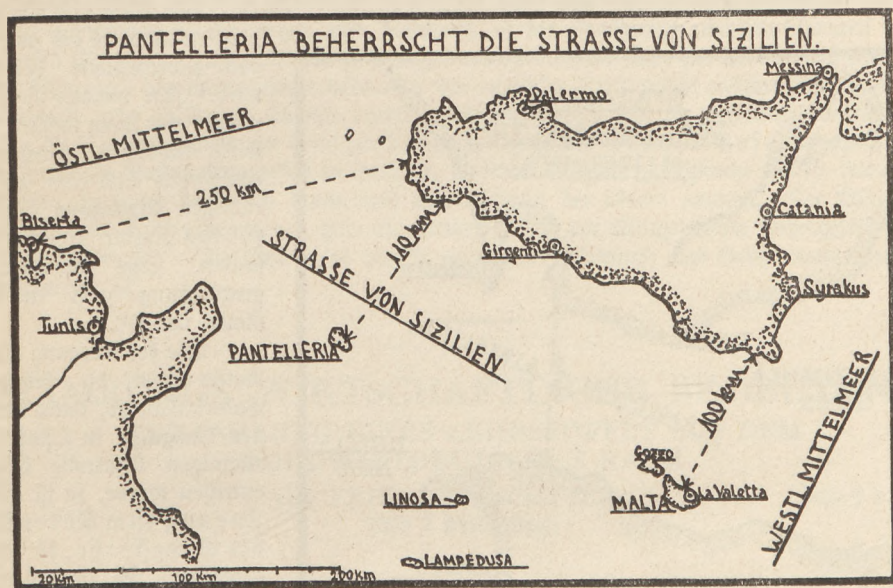 PANTELLERIA BEHERRSCHT DIE STRASSE VON SIZILIEN.
Messina
Palermo
ÖSTL. MITTELMEER
250 km
Biserta
Catania
110 km
Girgenti
STRASSE VON SIZILIEN
Syrakus
Tunis
PANTELLERIA
100 km
WESTL MITTELMEER
GOZZO
MALTA
La Valetta
LINOSA
LAMPEDUSA
20 Km 100 Km 200 Km